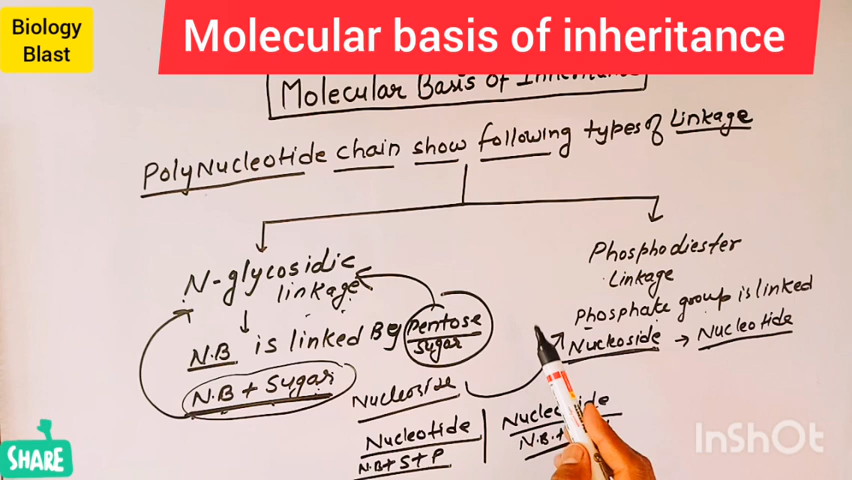 Biology
Blast
Molecular basis of inheritance
Molecular Basis of Inheritance
PolyNucleotide chain show following types of Linkage
N-glycosidic
linkage
N.B is linked By Pentose
Sugar
N.B + Sugar
Phosphodiester
Linkage
Phosphate group is linked
Nucleoside → Nucleotide
Nucleoside
Nucleotide
N.B + S + P
N.B. +
InShOt
SHARE